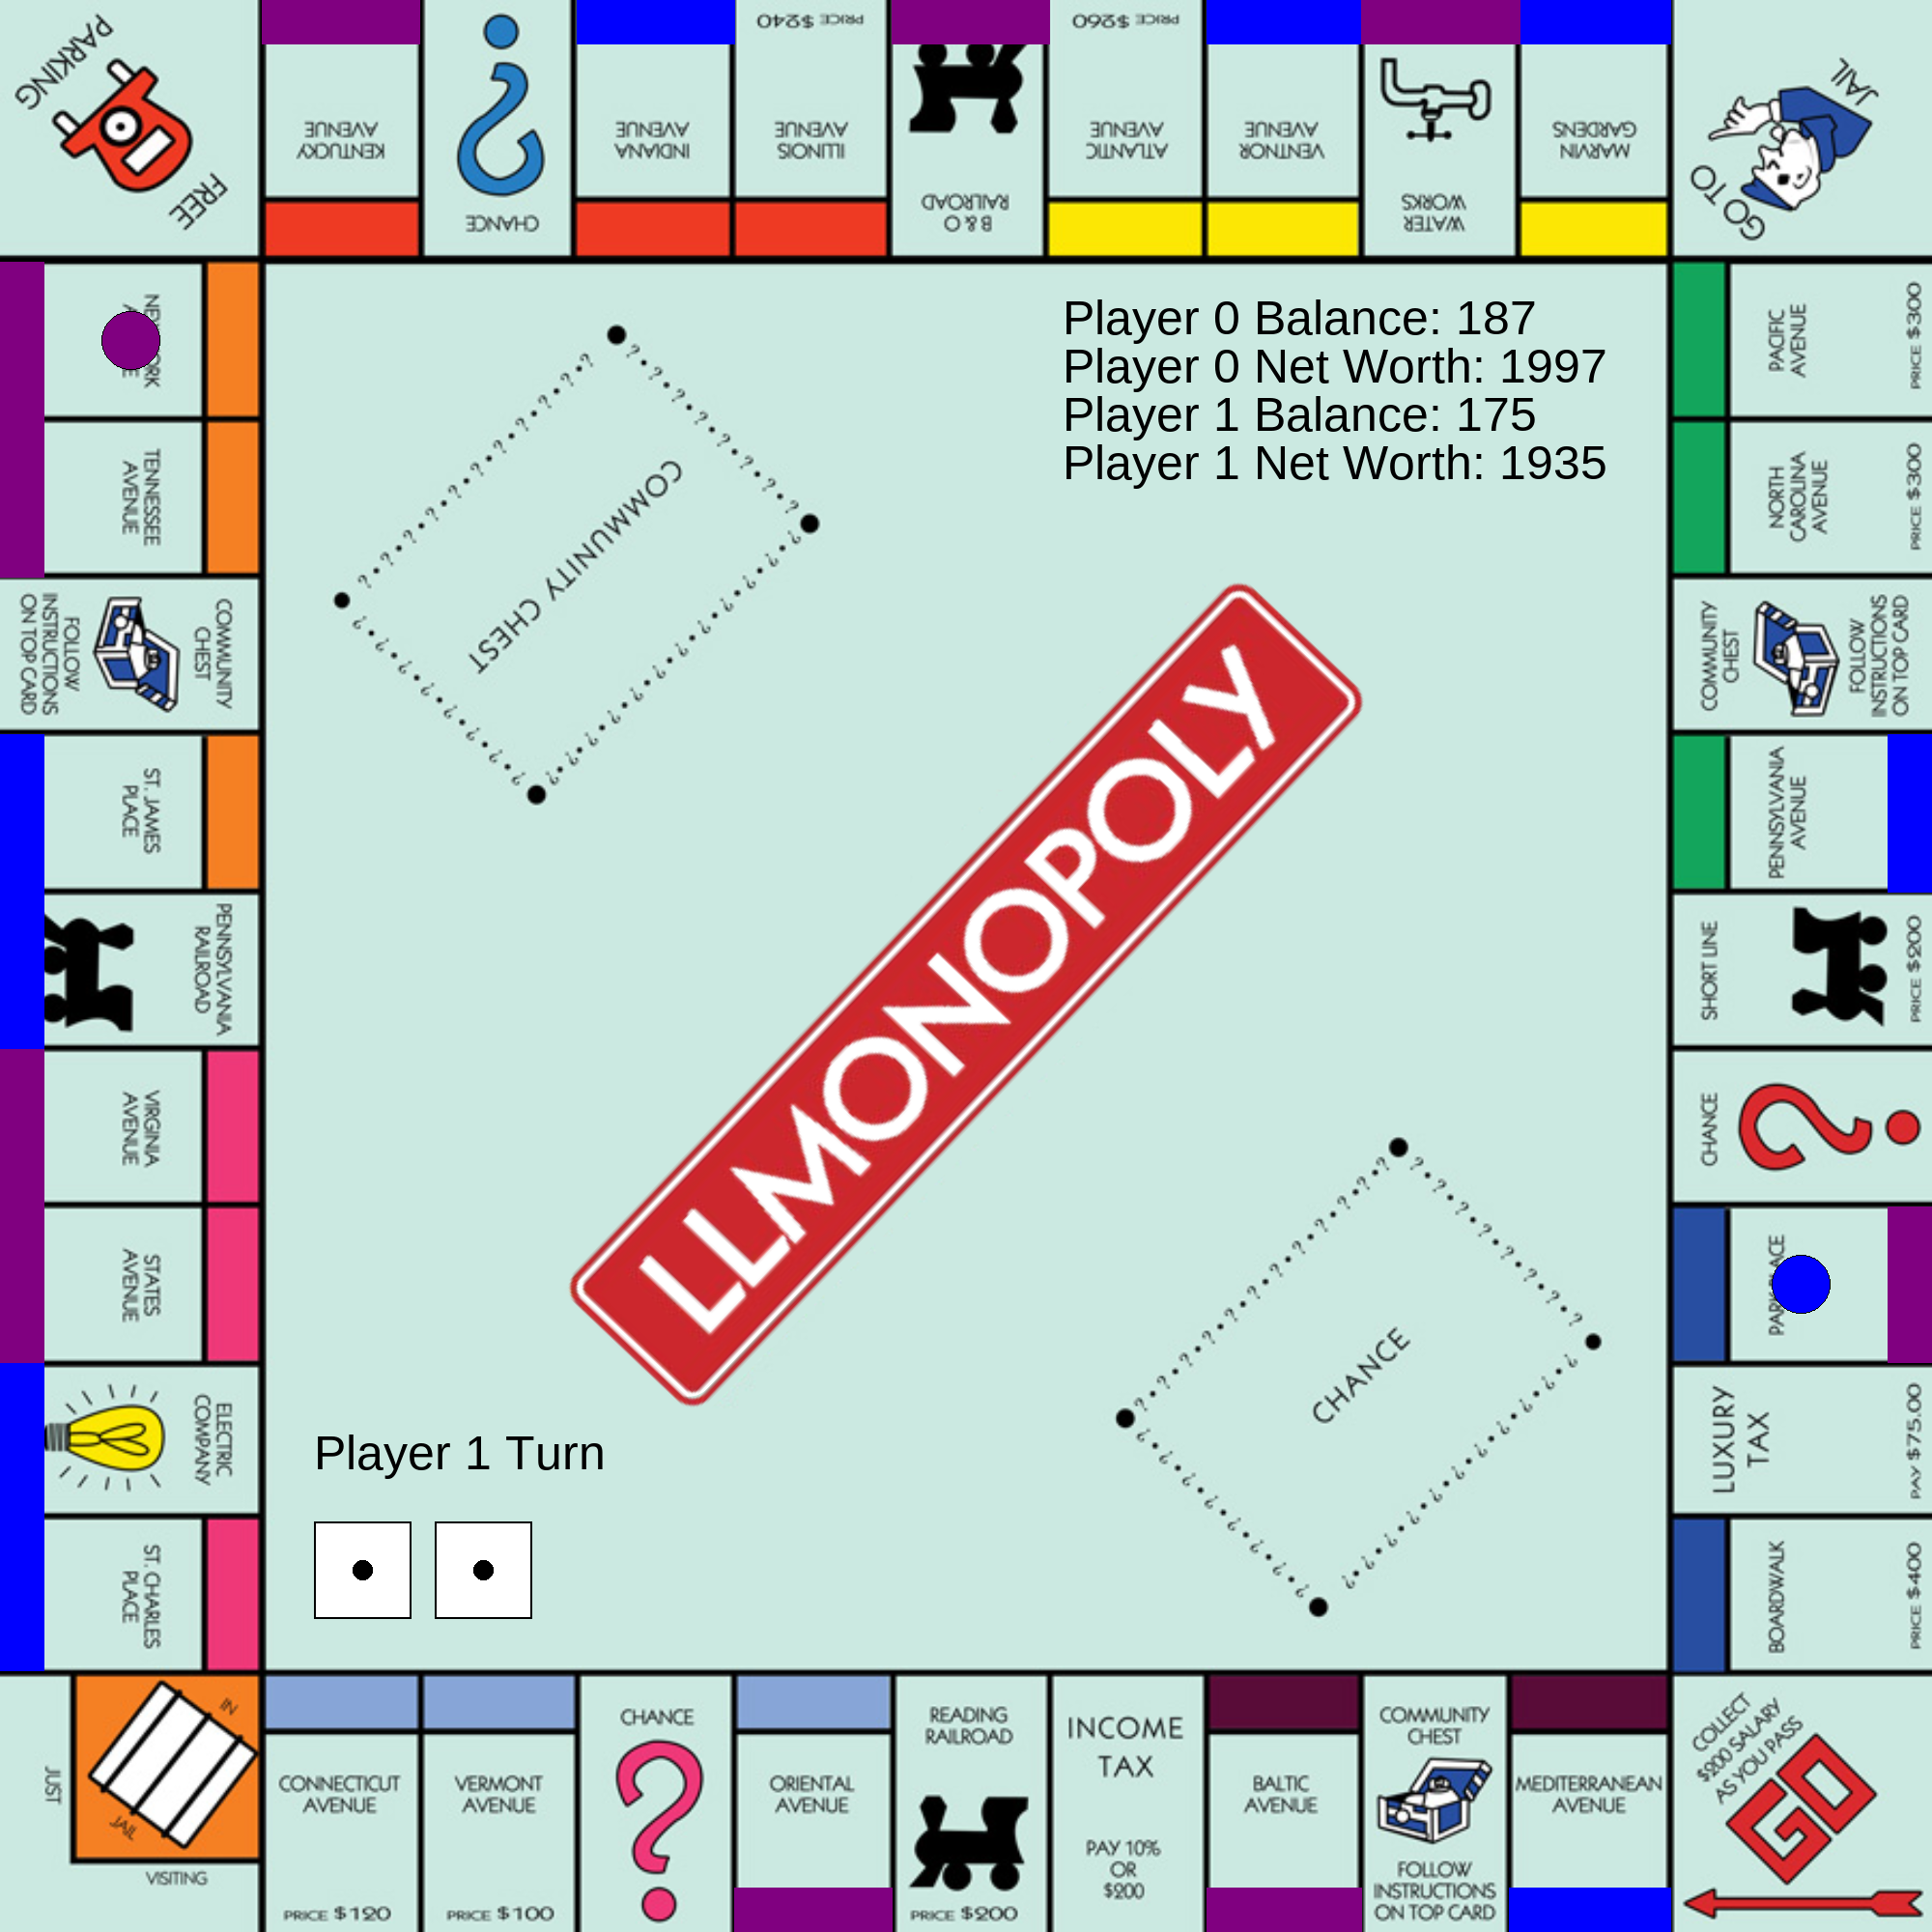 FREE
PARKING
KENTUCKY
AVENUE
CHANCE
INDIANA
AVENUE
PRICE $240
ILLINOIS
AVENUE
B & O
RAILROAD
PRICE $260
ATLANTIC
AVENUE
VENTNOR
AVENUE
WATER
WORKS
MARVIN
GARDENS
GO TO
JAIL
TENNESSEE
AVENUE
COMMUNITY
CHEST
FOLLOW
INSTRUCTIONS
ON TOP CARD
ST. JAMES
PLACE
PENNSYLVANIA
RAILROAD
VIRGINIA
AVENUE
STATES
AVENUE
ELECTRIC
COMPANY
ST. CHARLES
PLACE
Player 0 Balance: 187
Player 0 Net Worth: 1997
Player 1 Balance: 175
Player 1 Net Worth: 1935
COMMUNITY CHEST
LLMONOPOLY
CHANCE
Player 1 Turn
PACIFIC
AVENUE
PRICE $300
NORTH
CAROLINA
AVENUE
PRICE $300
COMMUNITY
CHEST
FOLLOW
INSTRUCTIONS
ON TOP CARD
PENNSYLVANIA
AVENUE
SHORT LINE
PRICE $200
CHANCE
LUXURY
TAX
PAY $75.00
BOARDWALK
PRICE $400
IN
JAIL
JUST
VISITING
CONNECTICUT
AVENUE
PRICE $120
VERMONT
AVENUE
PRICE $100
CHANCE
ORIENTAL
AVENUE
READING
RAILROAD
PRICE $200
INCOME
TAX
PAY 10%
OR
$200
BALTIC
AVENUE
COMMUNITY
CHEST
FOLLOW
INSTRUCTIONS
ON TOP CARD
MEDITERRANEAN
AVENUE
COLLECT
$200 SALARY
AS YOU PASS
GO